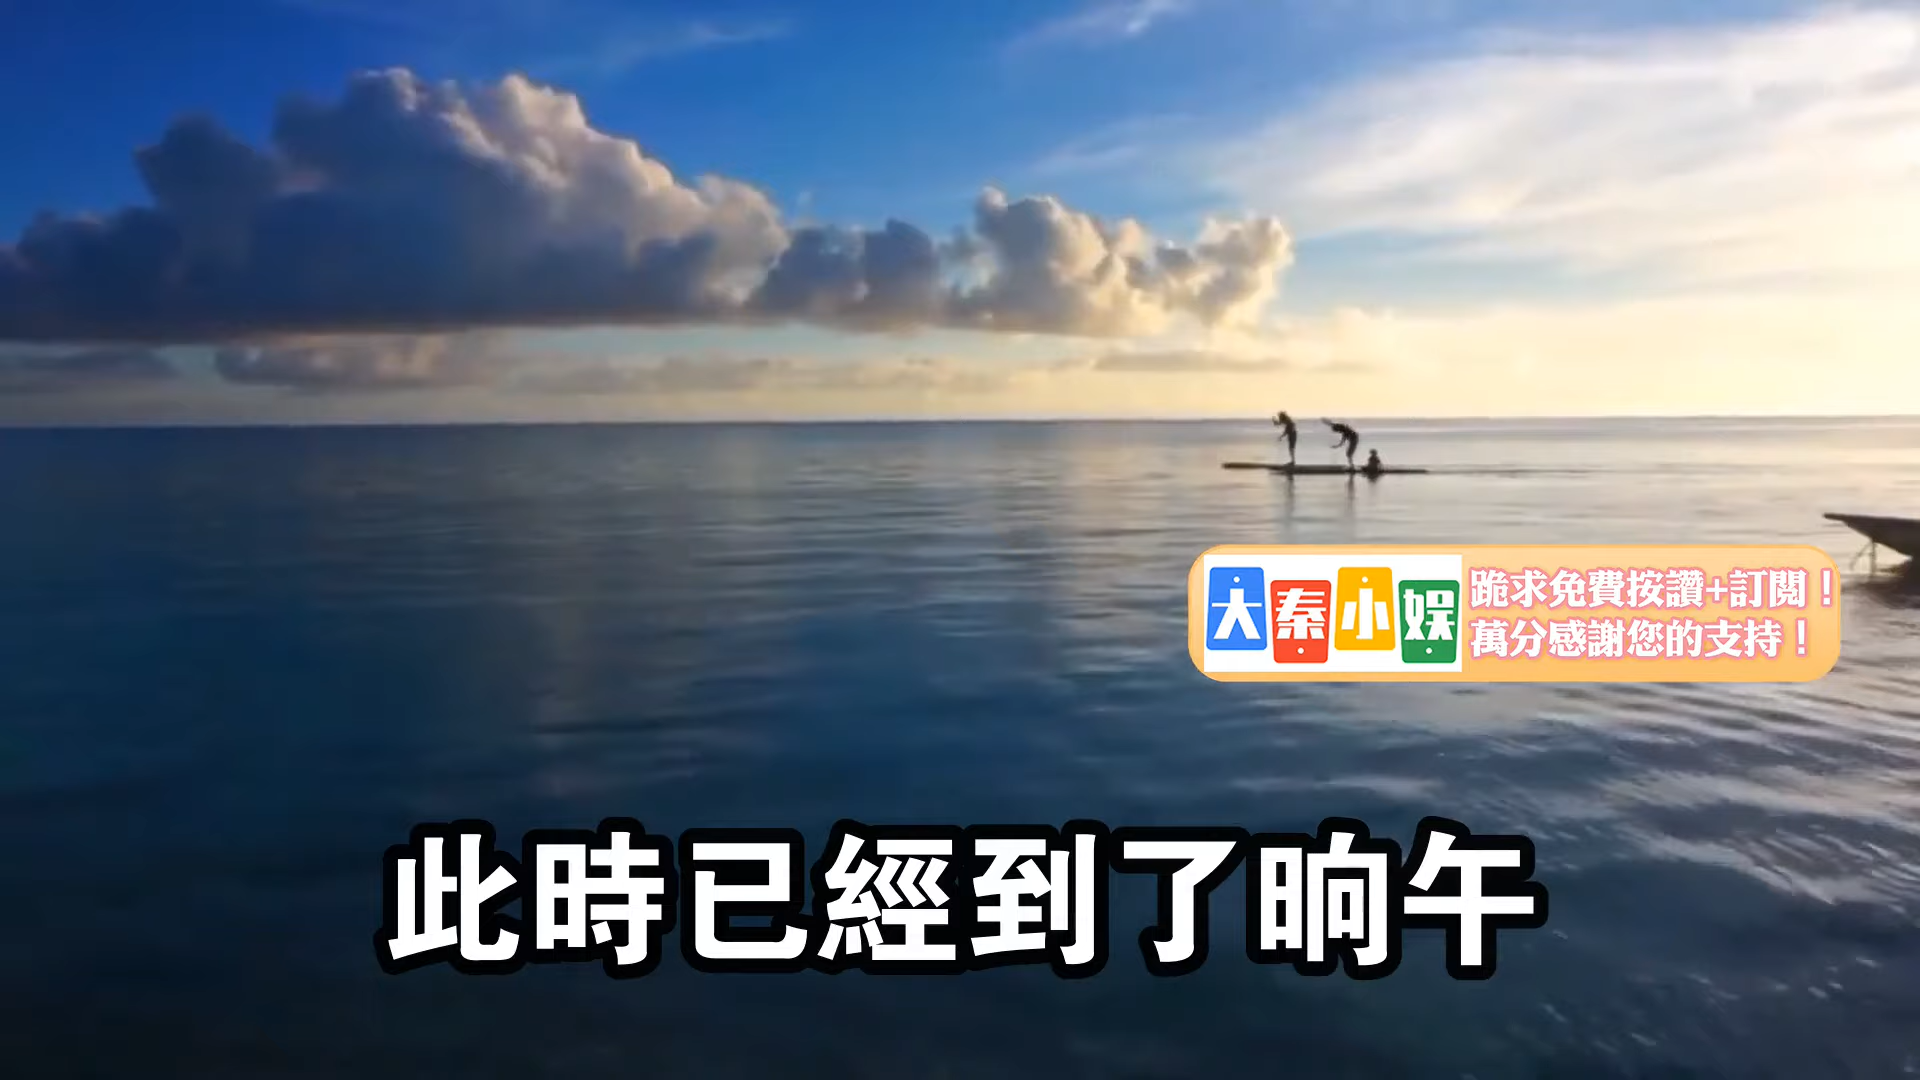 大秦小娱
跪求免費按讚+訂閱！
萬分感謝您的支持！
此時已經到了晌午